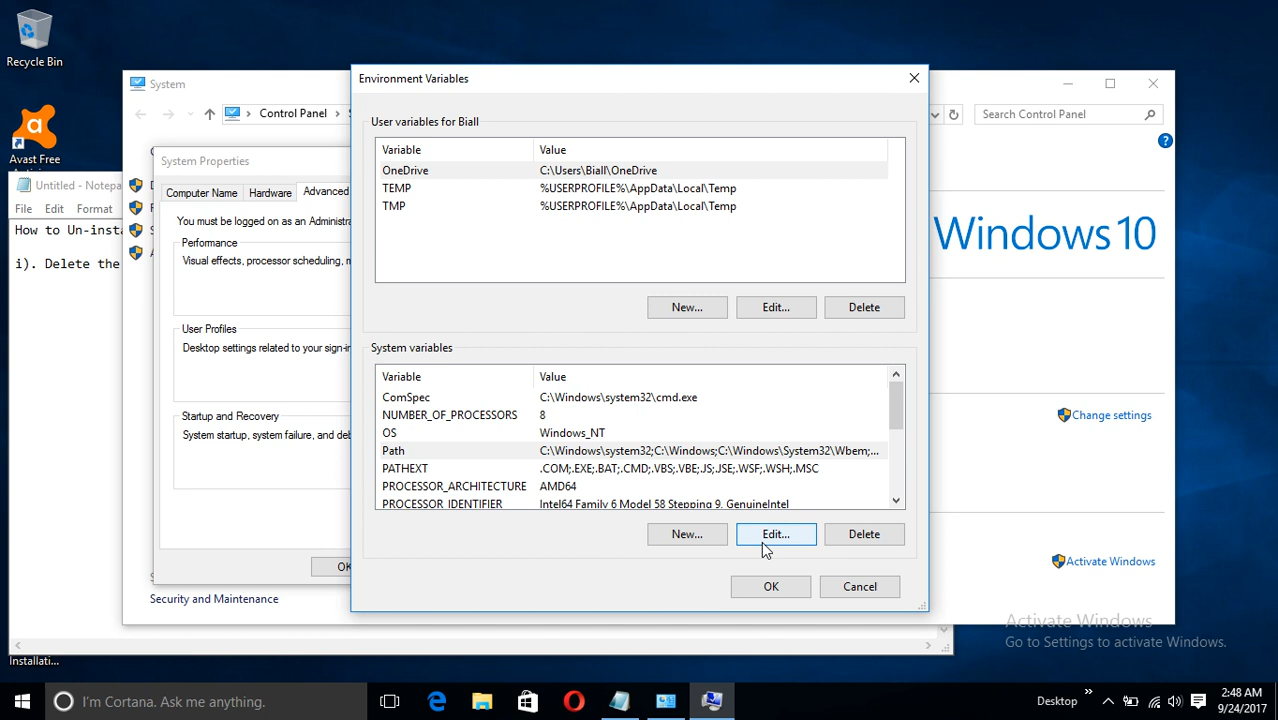 Recycle Bin
Avast Free
System
Control Panel
Search Control Panel
Untitled - Notepa
File Edit Format
How to Un-insta
i). Delete the
System Properties
Computer Name Hardware Advanced
You must be logged on as an Administra
Performance
Visual effects, processor scheduling, m
User Profiles
Desktop settings related to your sign-in
Startup and Recovery
System startup, system failure, and deb
OK
Security and Maintenance
Environment Variables
User variables for Biall
Variable Value
OneDrive C:\Users\Biall\OneDrive
TEMP %USERPROFILE%\AppData\Local\Temp
TMP %USERPROFILE%\AppData\Local\Temp
New... Edit... Delete
System variables
Variable Value
ComSpec C:\Windows\system32\cmd.exe
NUMBER_OF_PROCESSORS 8
OS Windows_NT
Path C:\Windows\system32;C:\Windows;C:\Windows\System32\Wbem;...
PATHEXT .COM;.EXE;.BAT;.CMD;.VBS;.VBE;.JS;.JSE;.WSF;.WSH;.MSC
PROCESSOR_ARCHITECTURE AMD64
PROCESSOR_IDENTIFIER Intel64 Family 6 Model 58 Stepping 9, GenuineIntel
New... Edit... Delete
OK Cancel
Windows 10
Change settings
Activate Windows
Activate Windows
Go to Settings to activate Windows.
Installati...
I'm Cortana. Ask me anything.
Desktop
2:48 AM
9/24/2017